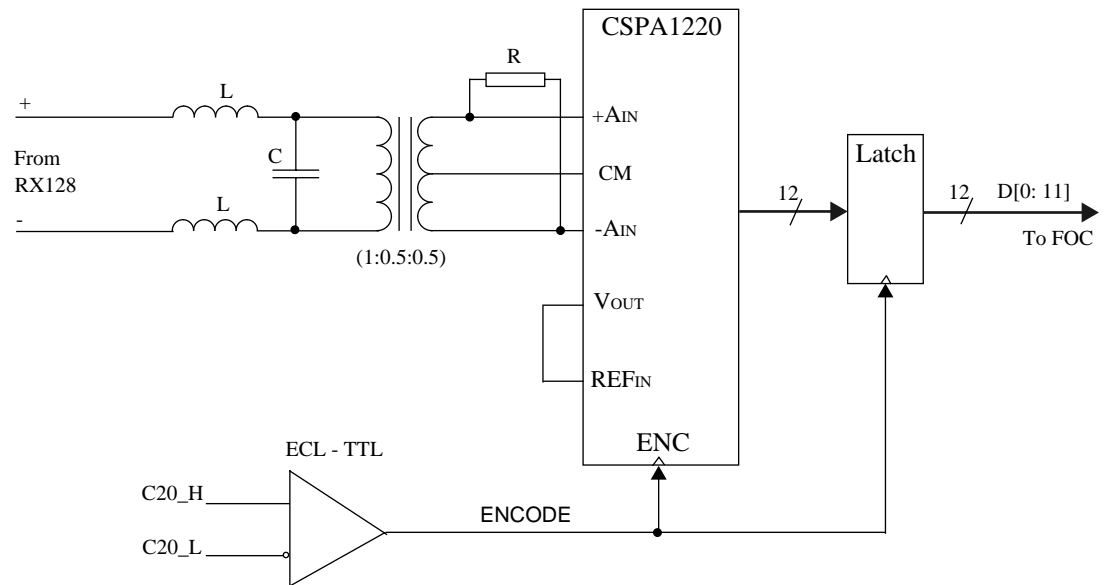 CSPA1220
R
L
+
+AIN
Latch
From
RX128
C
CM
12
12
D[0: 11]
L
-
-AIN
To FOC
(1:0.5:0.5)
VOUT
REFIN
ENC
ECL - TTL
C20_H
ENCODE
C20_L